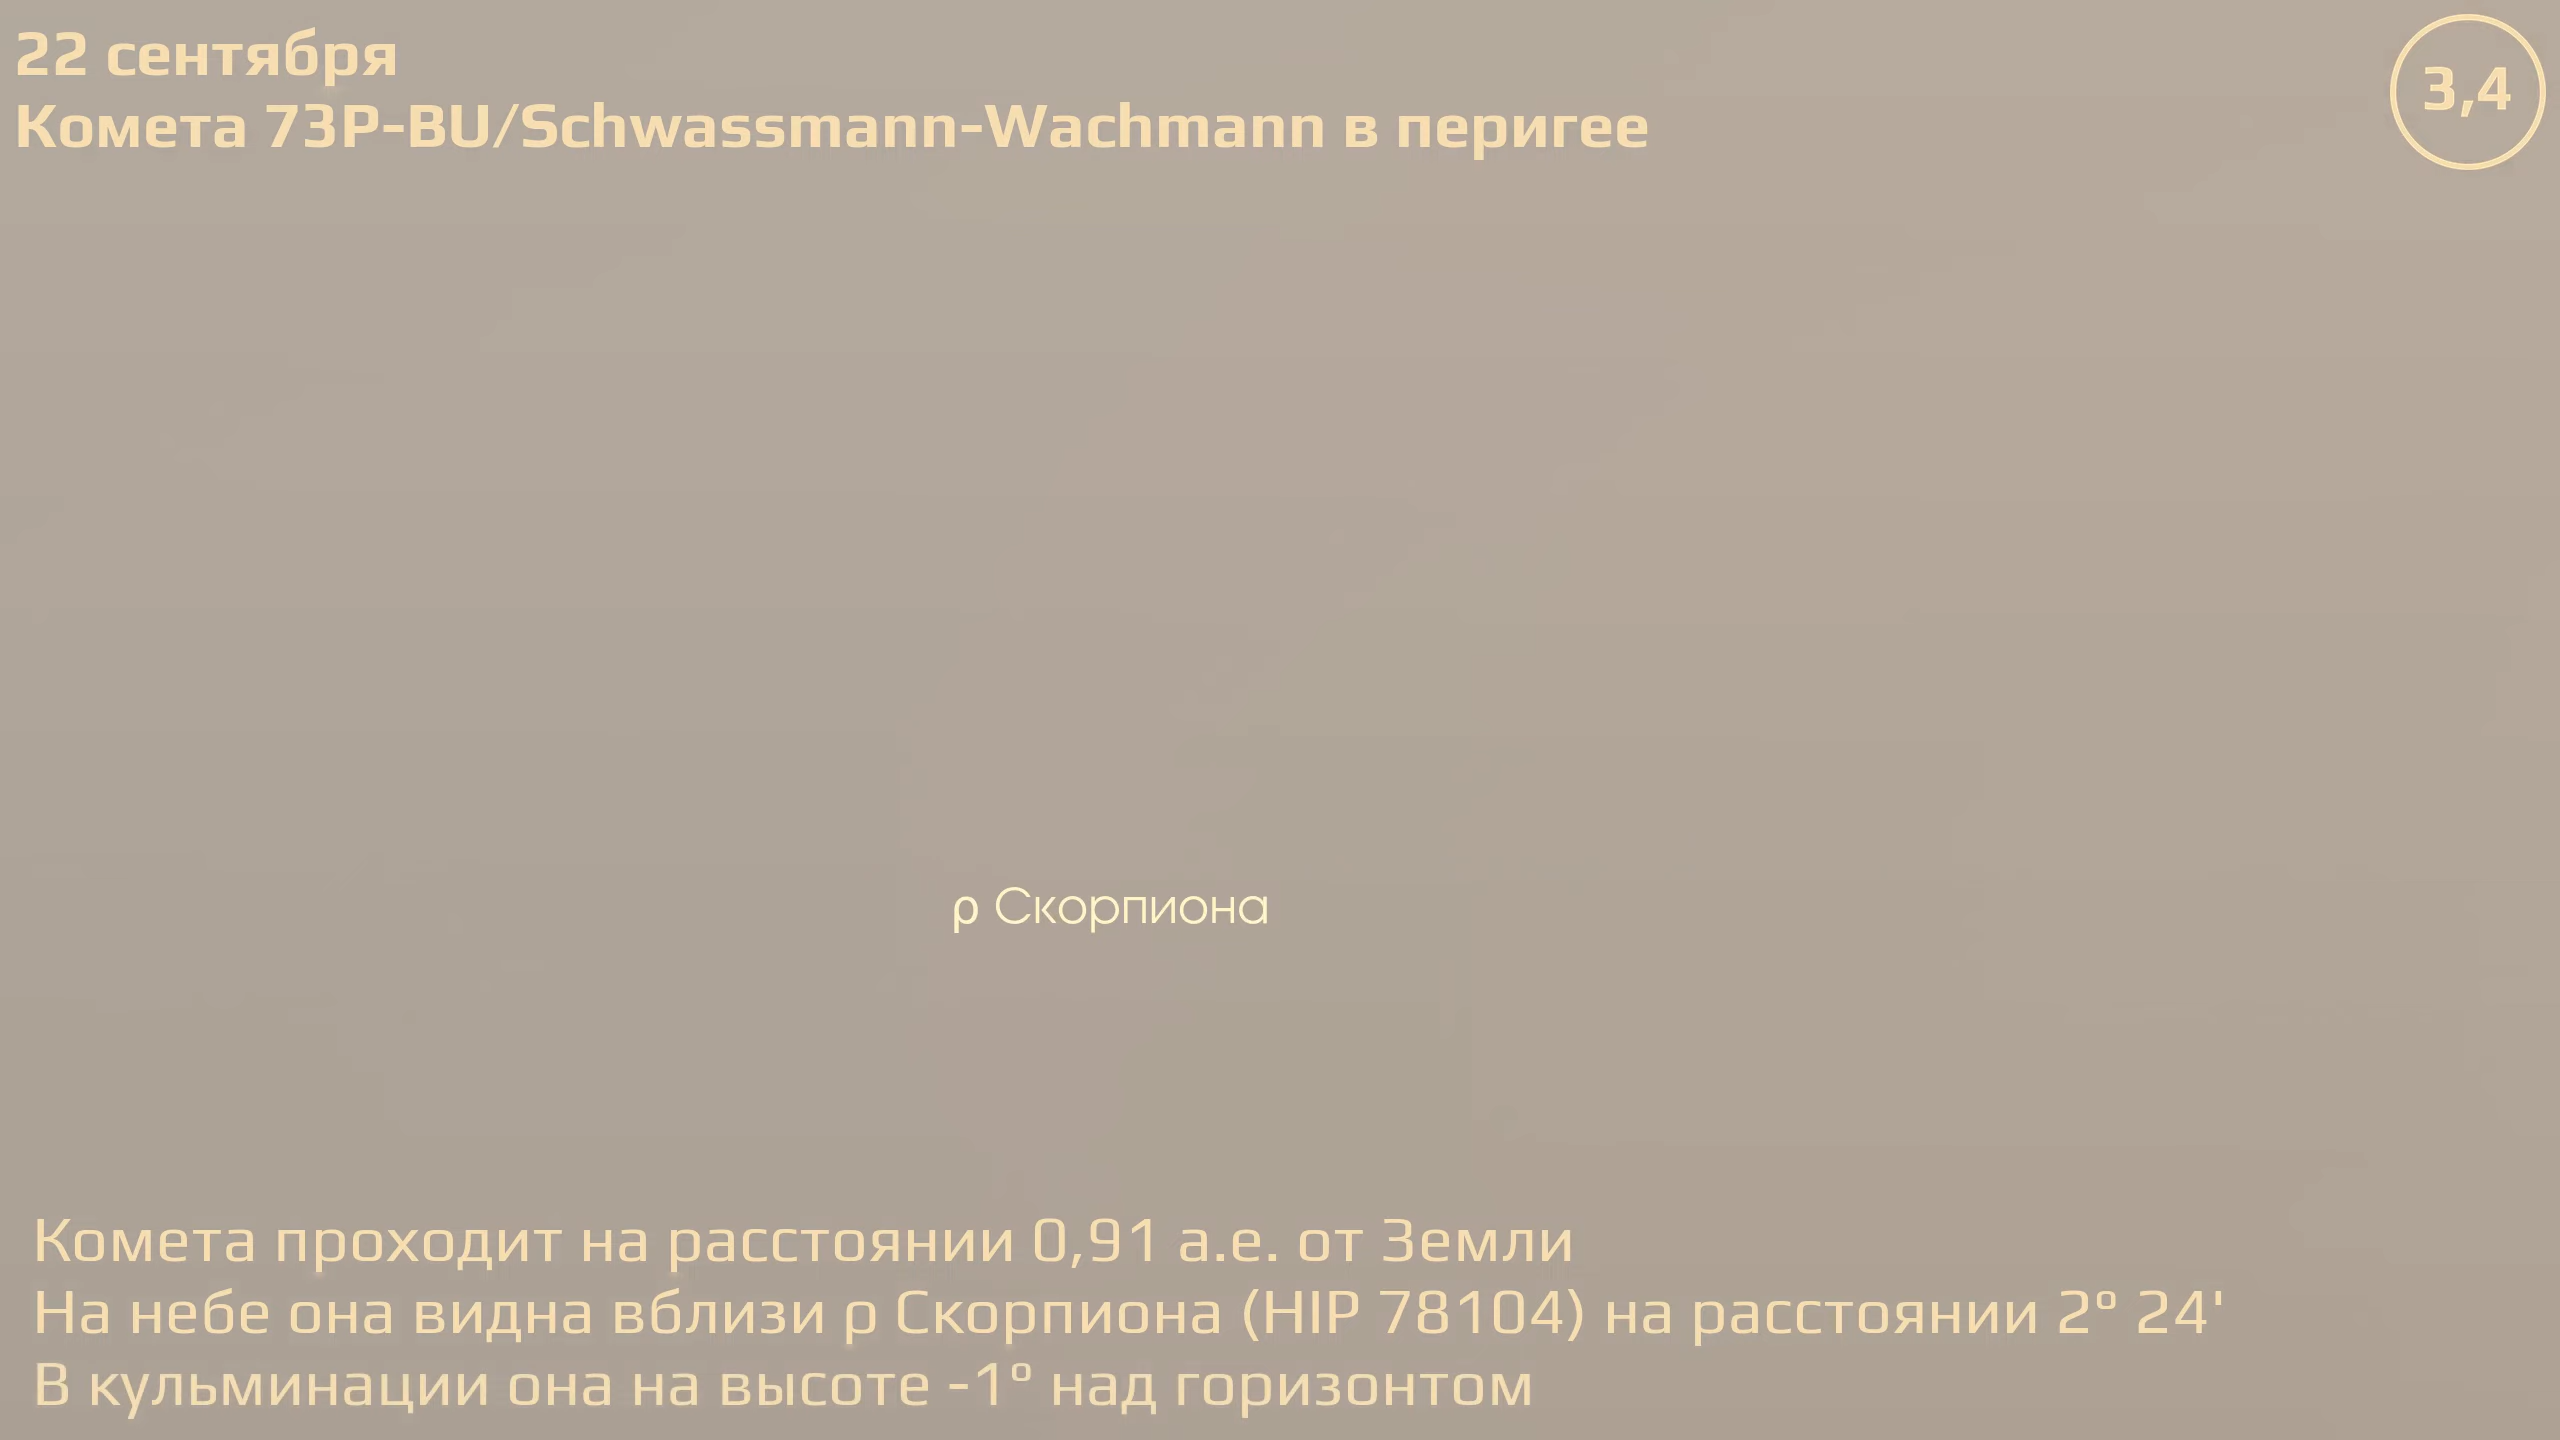 22 сентября
Комета 73P-BU/Schwassmann-Wachmann в перигее
3,4
ρ Скорпиона
Комета проходит на расстоянии 0,91 а.е. от Земли
На небе она видна вблизи ρ Скорпиона (HIP 78104) на расстоянии 2° 24'
В кульминации она на высоте -1° над горизонтом